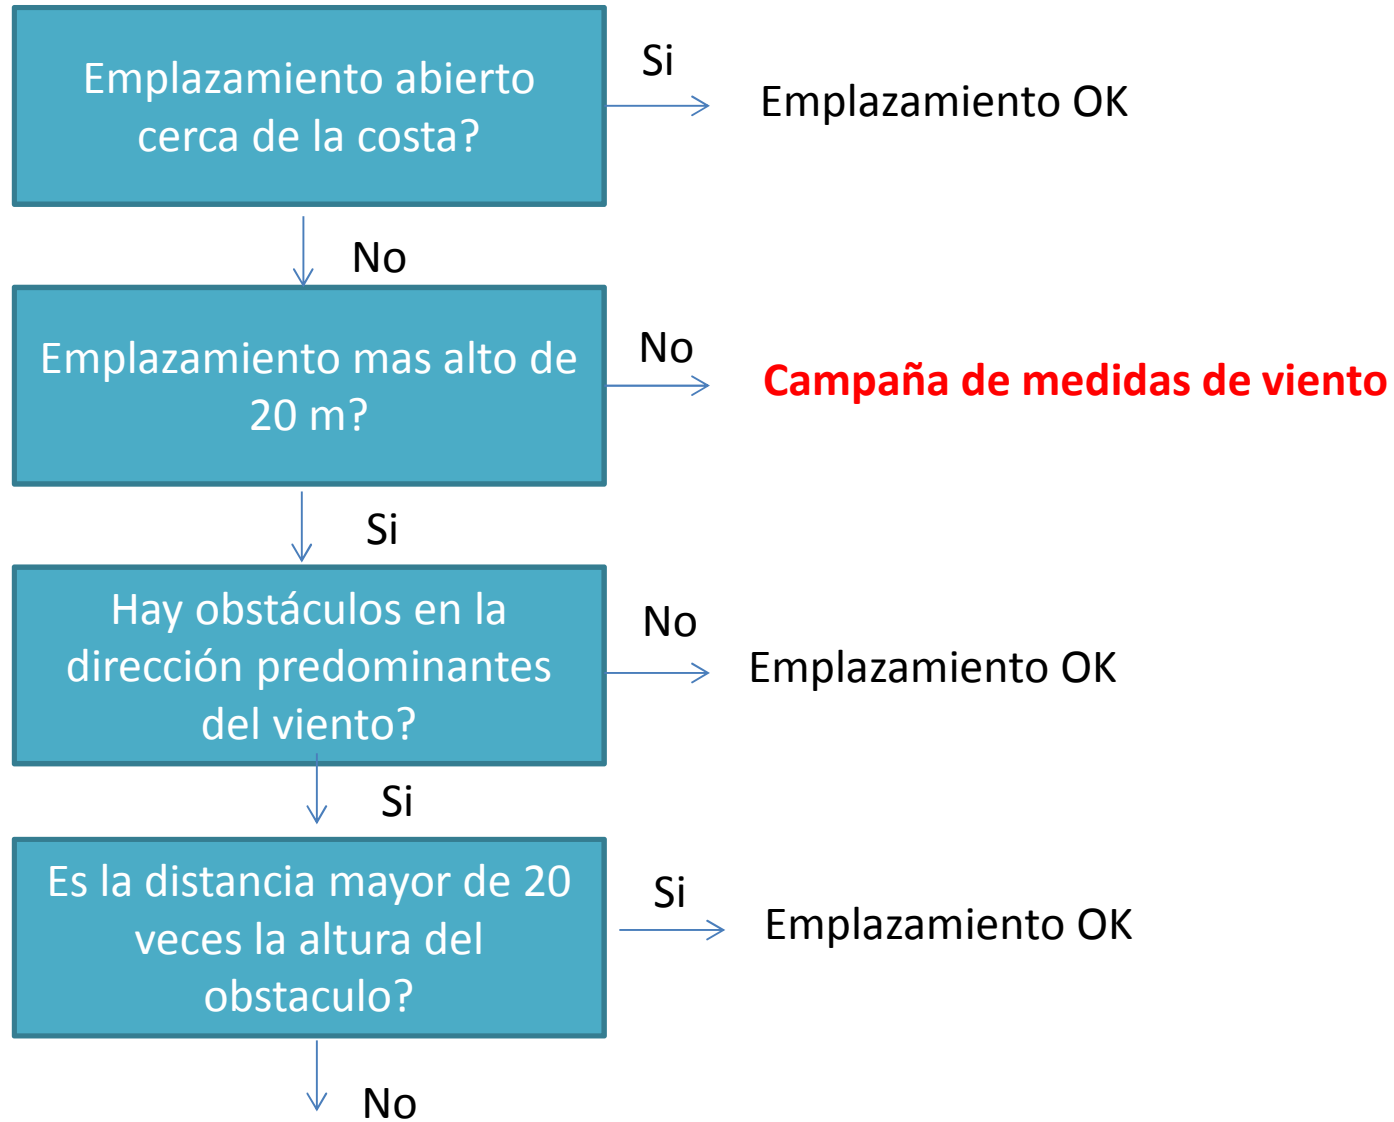 Emplazamiento abierto
cerca de la costa?
Si
Emplazamiento OK
No
Emplazamiento mas alto de
20 m?
No
Campaña de medidas de viento
Si
Hay obstáculos en la
dirección predominantes
del viento?
No
Emplazamiento OK
Si
Es la distancia mayor de 20
veces la altura del
obstaculo?
Si
Emplazamiento OK
No